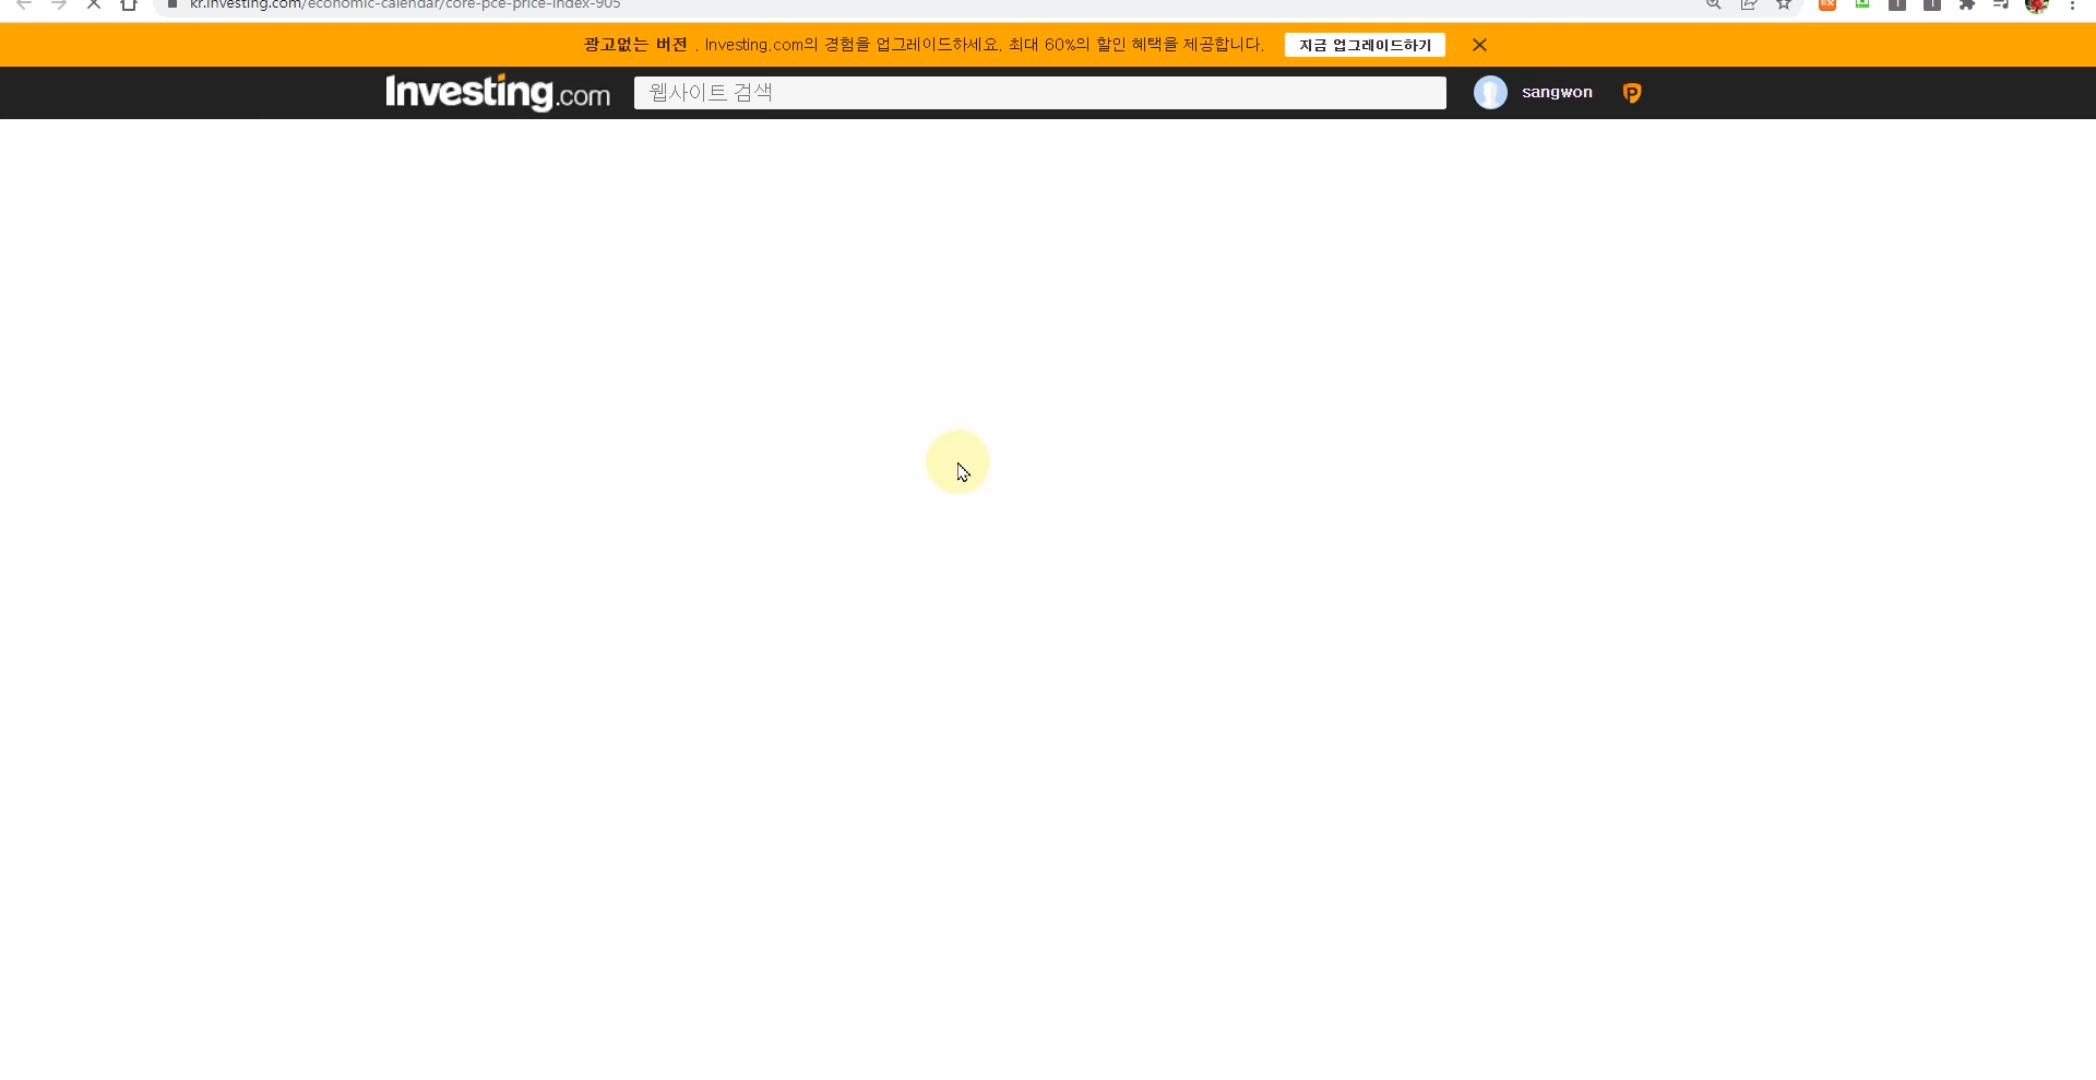 kr.investing.com/economic-calendar/core-pce-price-index-905
광고없는 버전 . Investing.com의 경험을 업그레이드하세요. 최대 60%의 할인 혜택을 제공합니다. 지금 업그레이드하기
Investing.com 웹사이트 검색 sangwon P